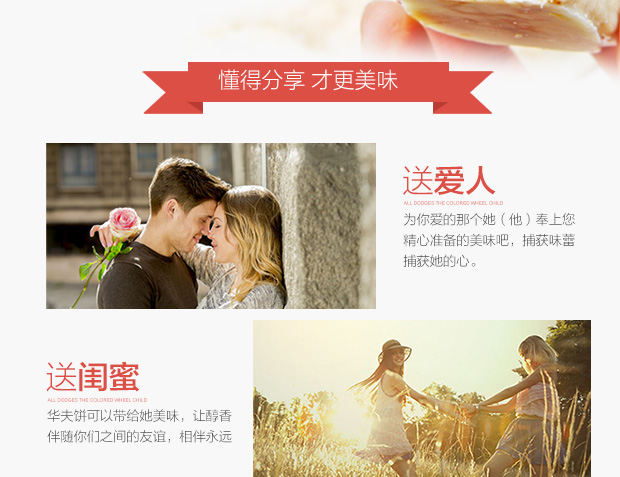 懂得分享 才更美味
送爱人
ALL DODGES THE COLORED WHEEL CHILD
为你爱的那个她（他）奉上您
精心准备的美味吧，捕获味蕾
捕获她的心。
送闺蜜
ALL DODGES THE COLORED WHEEL CHILD
华夫饼可以带给她美味，让醇香
伴随你们之间的友谊，相伴永远